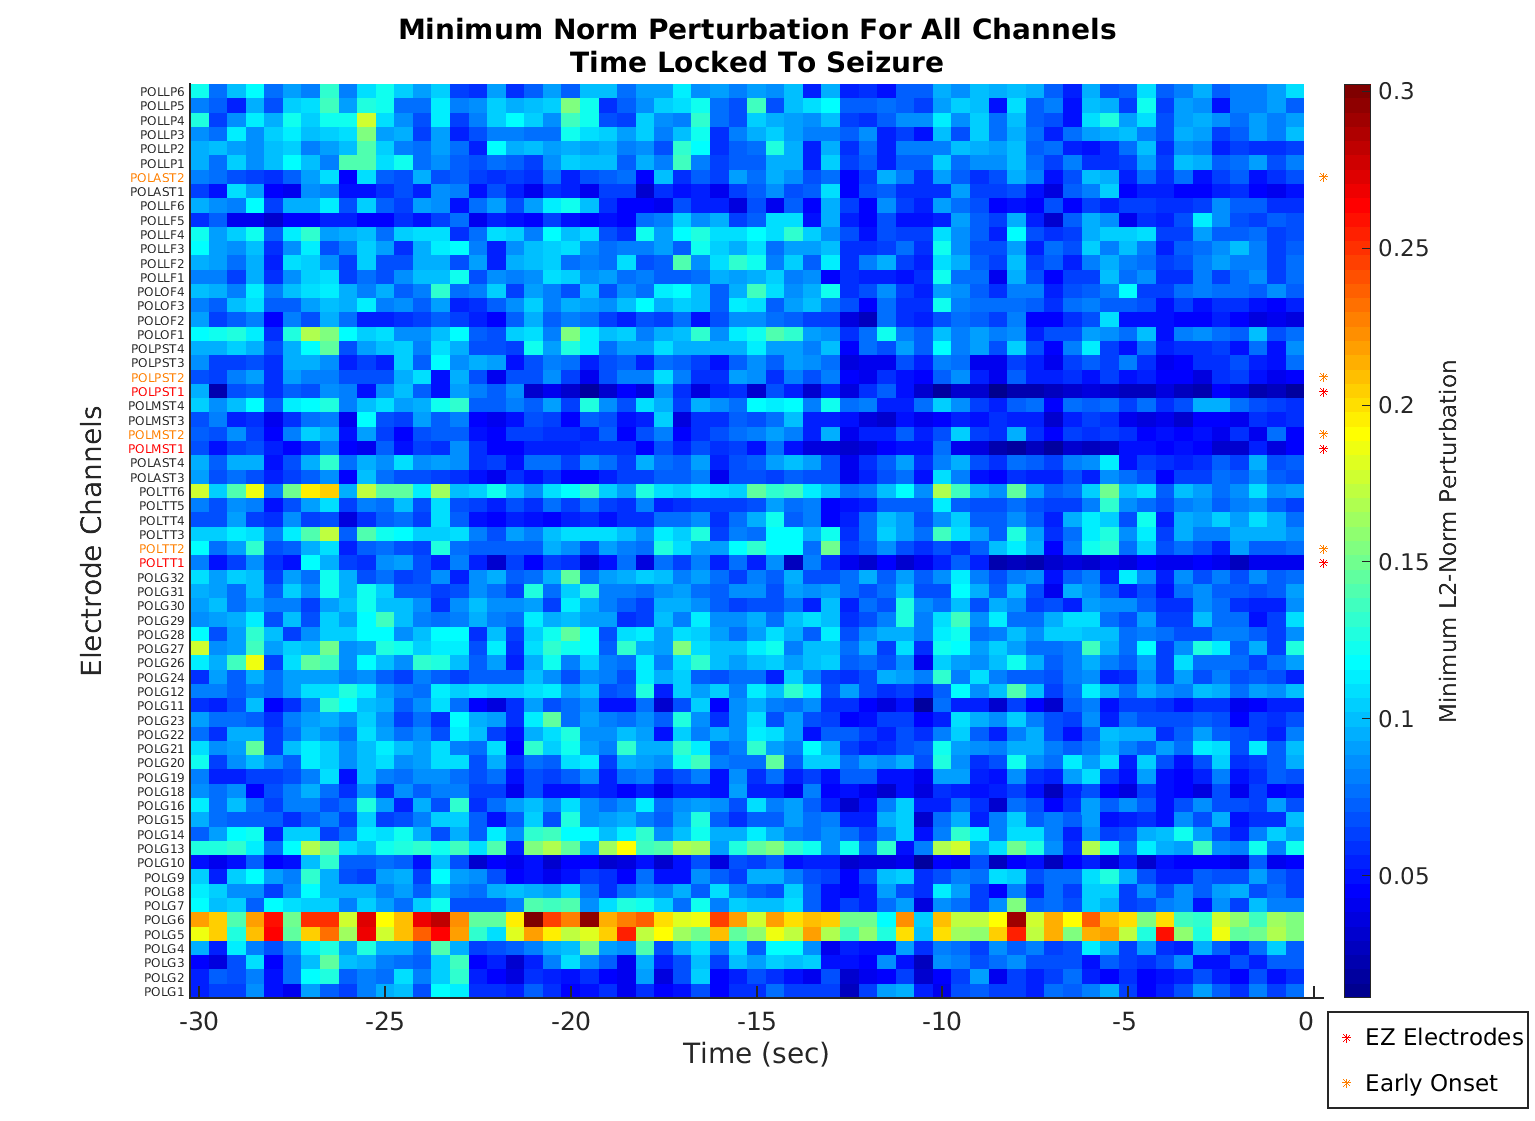 Minimum Norm Perturbation For All Channels
Time Locked To Seizure
Electrode Channels
POLLP6
POLLP5
POLLP4
POLLP3
POLLP2
POLLP1
POLAST2
POLAST1
POLLF6
POLLF5
POLLF4
POLLF3
POLLF2
POLLF1
POLOF4
POLOF3
POLOF2
POLOF1
POLPST4
POLPST3
POLPST2
POLPST1
POLMST4
POLMST3
POLMST2
POLMST1
POLAST4
POLAST3
POLTT6
POLTT5
POLTT4
POLTT3
POLTT2
POLTT1
POLG32
POLG31
POLG30
POLG29
POLG28
POLG27
POLG26
POLG24
POLG12
POLG11
POLG23
POLG22
POLG21
POLG20
POLG19
POLG18
POLG16
POLG15
POLG14
POLG13
POLG10
POLG9
POLG8
POLG7
POLG6
POLG5
POLG4
POLG3
POLG2
POLG1
-30 -25 -20 -15 -10 -5 0
Time (sec)
0.3
0.25
0.2
0.15
0.1
0.05
Minimum L2-Norm Perturbation
EZ Electrodes
Early Onset